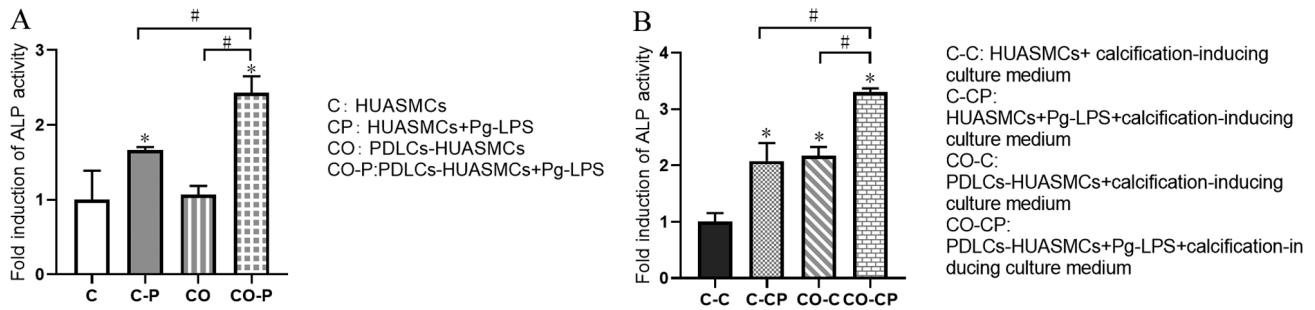 A
#
#
Fold induction of ALP activity
3
2
1
0
*
*
C
C-P
CO
CO-P
C: HUASMCs
CP: HUASMCs+Pg-LPS
CO: PDLCs-HUASMCs
CO-P:PDLCs-HUASMCs+Pg-LPS
B
#
#
Fold induction of ALP activity
4
3
2
1
0
*
*
*
C-C
C-CP
CO-C
CO-CP
C-C: HUASMCs+ calcification-inducing
culture medium
C-CP:
HUASMCs+Pg-LPS+calcification-inducing
culture medium
CO-C:
PDLCs-HUASMCs+calcification-inducing
culture medium
CO-CP:
PDLCs-HUASMCs+Pg-LPS+calcification-in
ducing culture medium